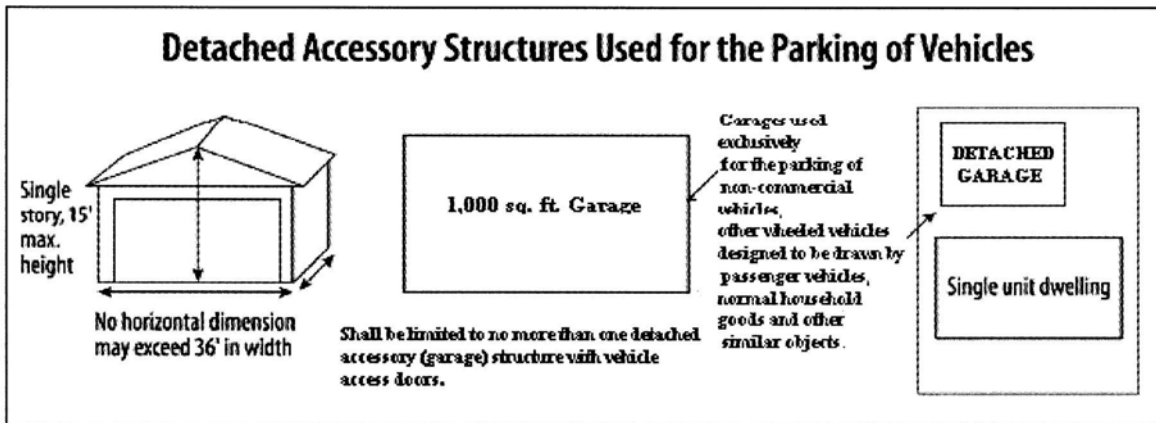 Detached Accessory Structures Used for the Parking of Vehicles
Single
story, 15'
max.
height
No horizontal dimension
may exceed 36' in width
1,000 sq. ft. Garage
Shall be limited to no more than one detached
accessory (garage) structure with vehicle
access doors.
Garages used
exclusively
for the parking of
non-commercial
vehicles,
other wheeled vehicles
designed to be drawn by
passenger vehicles,
normal household
goods and other
similar objects.
DETACHED
GARAGE
Single unit dwelling